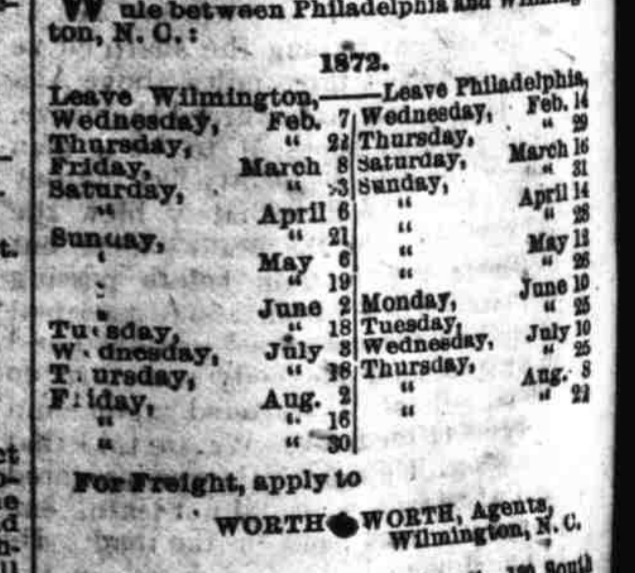 ule between Philadelphia and
ton, N. C.:
1872.
Leave Wilmington,——Leave Philadelphia,
Wednesday, Feb. 7 Wednesday, Feb. 14
Thursday, " Thursday, " 29
Friday, March 8 Saturday, March 16
Saturday, " 3 Sunday, " 31
" April 6 " April 14
Sunday, " 21 " " 28
May 6 " May 12
" 19 " " 26
June 2 Monday, June 10
Tuesday, " 18 Tuesday, " 25
Wednesday, July 3 Wednesday, July 10
Thursday, " 18 Thursday, " 25
Friday, Aug. 2 " Aug. 8
" " 16 " " 22
" " 30
For Freight, apply to
WORTH WORTH, Agents,
Wilmington, N. C.
South